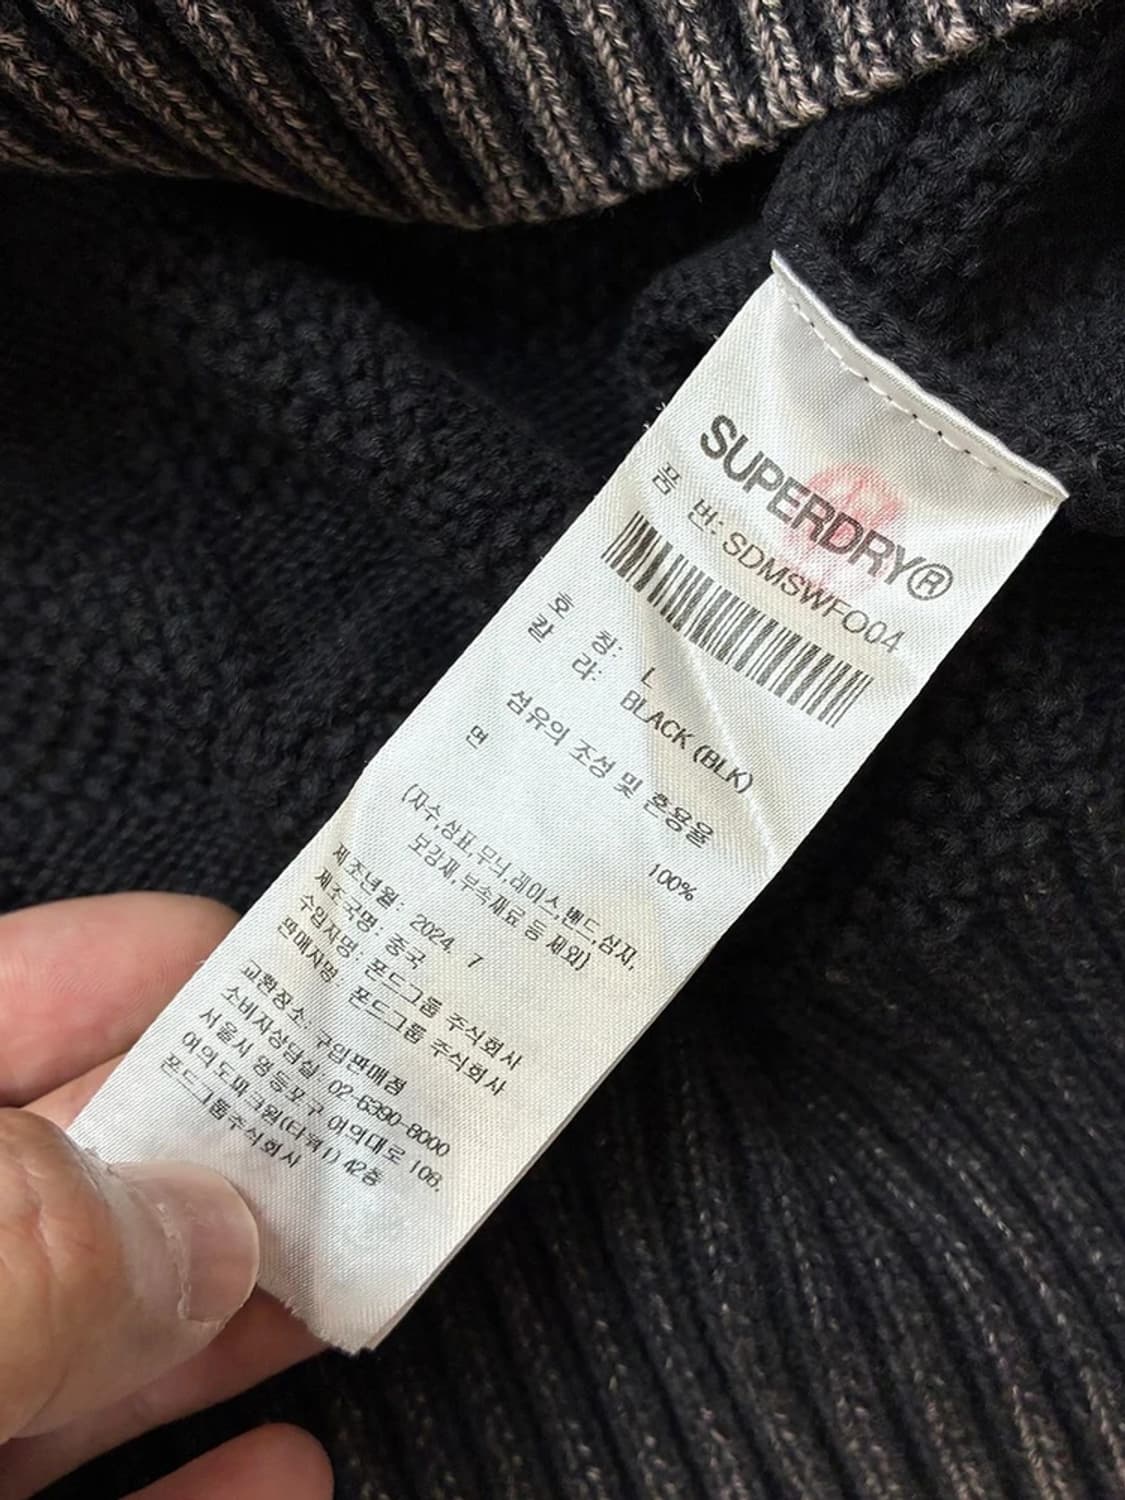 SUPERDRY®
품 번: SDMSWFO04
호 칭: L
칼 라: BLACK (BLK)
섬유의 조성 및 혼용율
면 100%
(자수,상표,무늬,레이스,밴드,심지,
보강재,부속재료 등 제외)
제조년월: 2024. 7
제조국명: 중국
수입자명: 폰드그룹 주식회사
판매자명: 폰드그룹 주식회사
교환장소: 구입판매점
소비자상담실: 02-6390-8000
서울시 영등포구 여의대로 108,
여의도파크원(타워1) 42층
폰드그룹주식회사